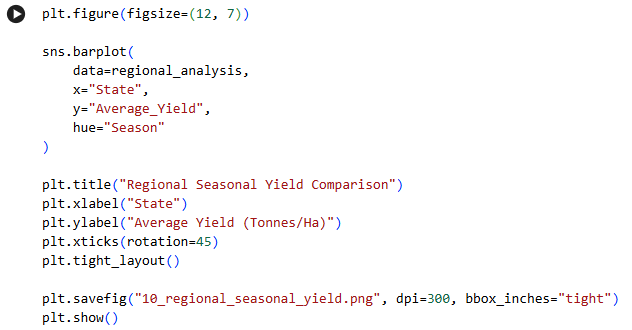 plt.figure(figsize=(12, 7))
sns.barplot(
    data=regional_analysis,
    x="State",
    y="Average_Yield",
    hue="Season"
)
plt.title("Regional Seasonal Yield Comparison")
plt.xlabel("State")
plt.ylabel("Average Yield (Tonnes/Ha)")
plt.xticks(rotation=45)
plt.tight_layout()
plt.savefig("10_regional_seasonal_yield.png", dpi=300, bbox_inches="tight")
plt.show()